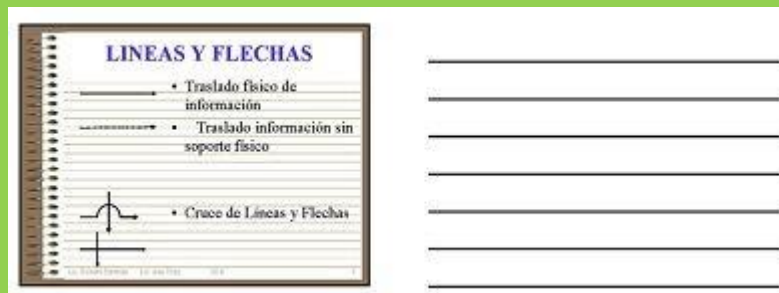 LINEAS Y FLECHAS
• Traslado físico de
información
• Traslado información sin
soporte físico
• Cruce de Líneas y Flechas